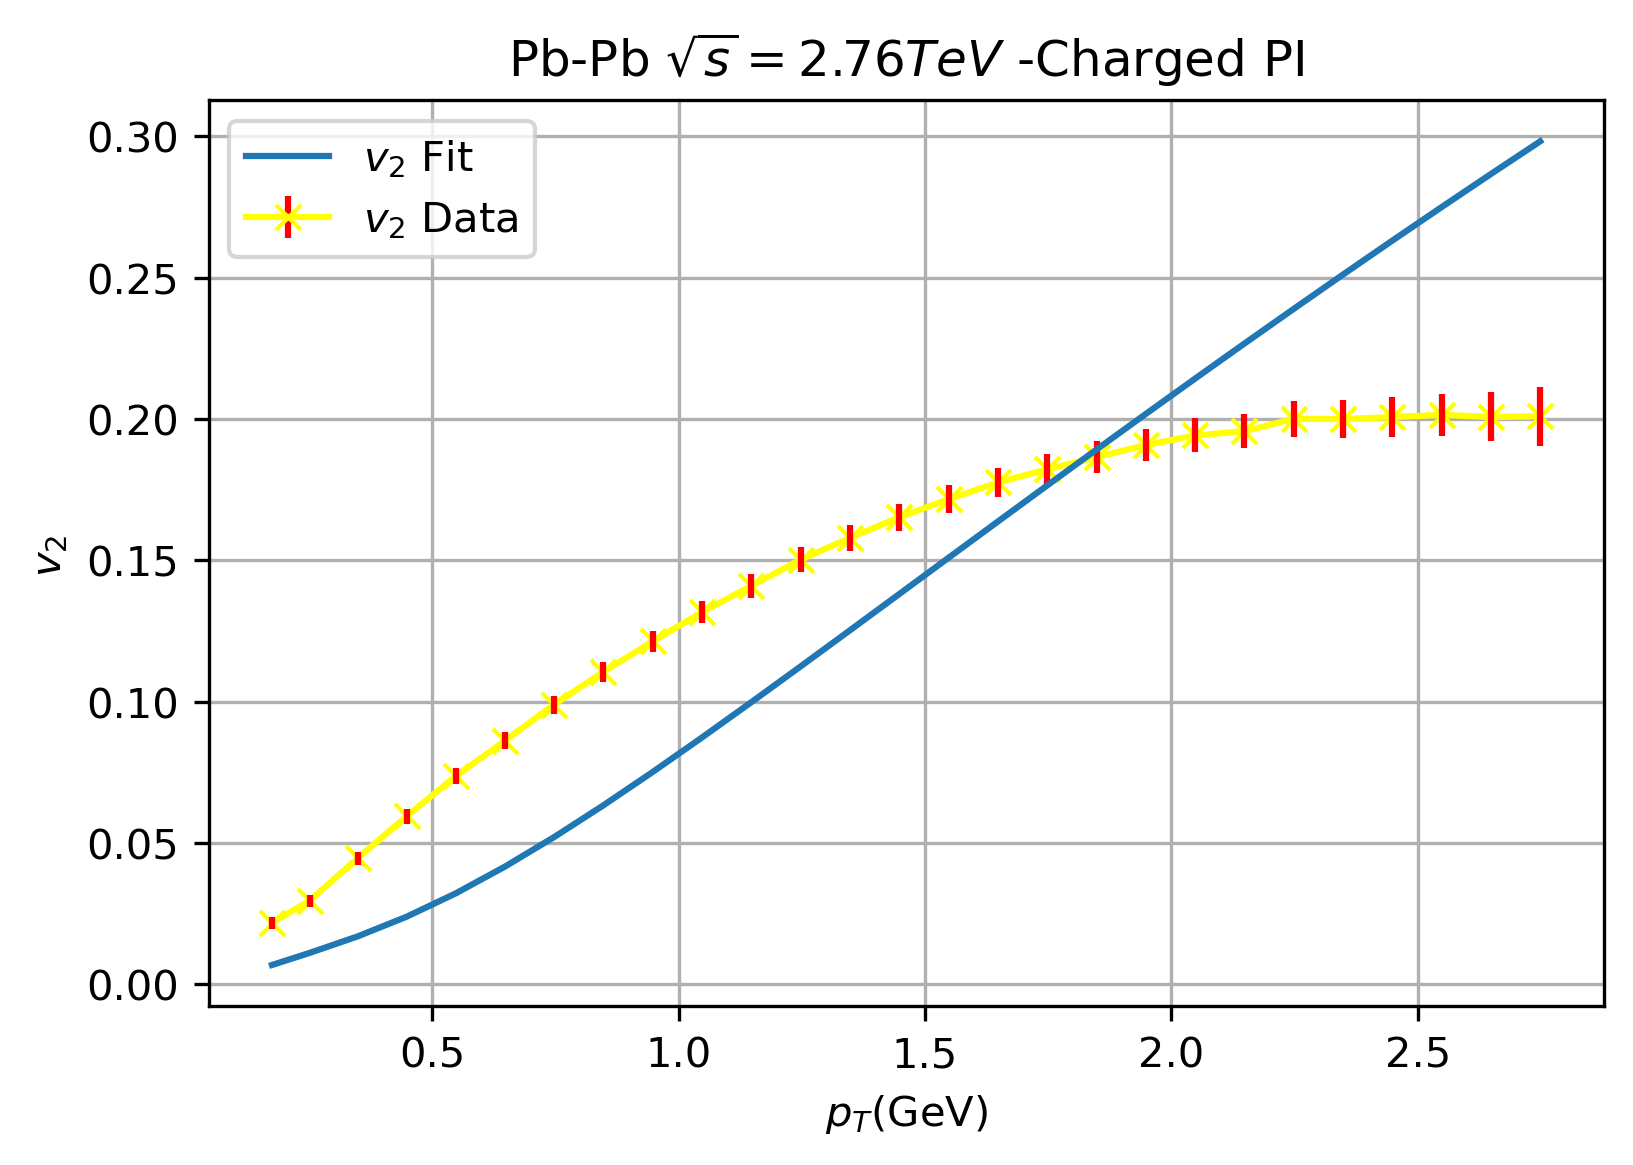 Pb-Pb √s = 2.76TeV -Charged PI
v₂ Fit
v₂ Data
0.30
0.25
0.20
0.15
0.10
0.05
0.00
v₂
0.5 1.0 1.5 2.0 2.5
p_T(GeV)